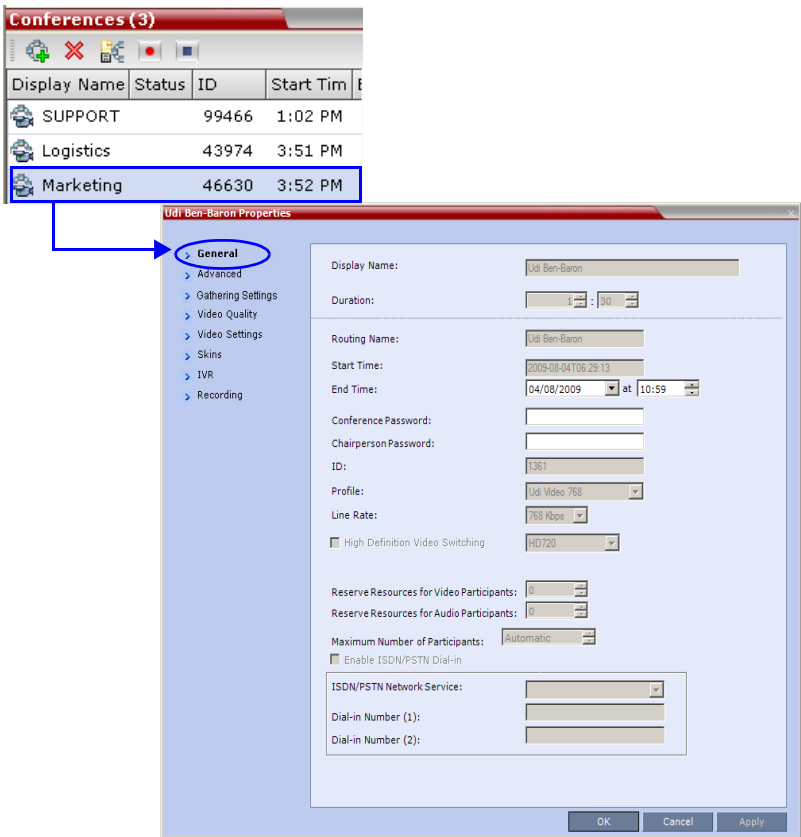 Conferences (3)
Display Name Status ID Start Tim
SUPPORT 99466 1:02 PM
Logistics 43974 3:51 PM
Marketing 46630 3:52 PM
Udi Ben-Baron Properties
General
Advanced
Gathering Settings
Video Quality
Video Settings
Skins
IVR
Recording
Display Name: Udi Ben-Baron
Duration: 1 : 30
Routing Name: Udi Ben-Baron
Start Time: 2009-08-04T06:29:13
End Time: 04/08/2009 at 10:59
Conference Password:
Chairperson Password:
ID: 1361
Profile: Udi Video 768
Line Rate: 768 Kbps
High Definition Video Switching HD720
Reserve Resources for Video Participants: 0
Reserve Resources for Audio Participants: 0
Maximum Number of Participants: Automatic
Enable ISDN/PSTN Dial-in
ISDN/PSTN Network Service:
Dial-in Number (1):
Dial-in Number (2):
OK Cancel Apply